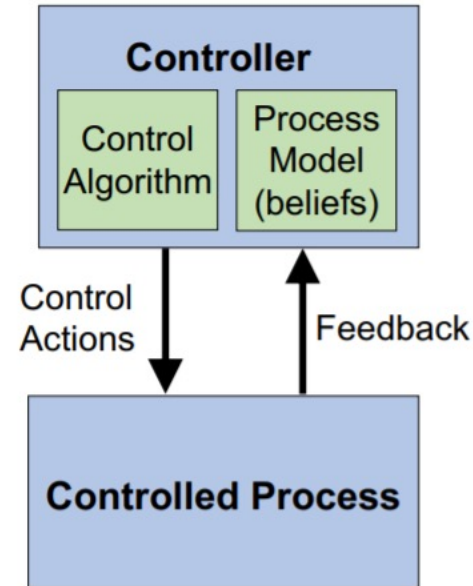 Controller
Control
Algorithm
Process
Model
(beliefs)
Control
Actions
Feedback
Controlled Process